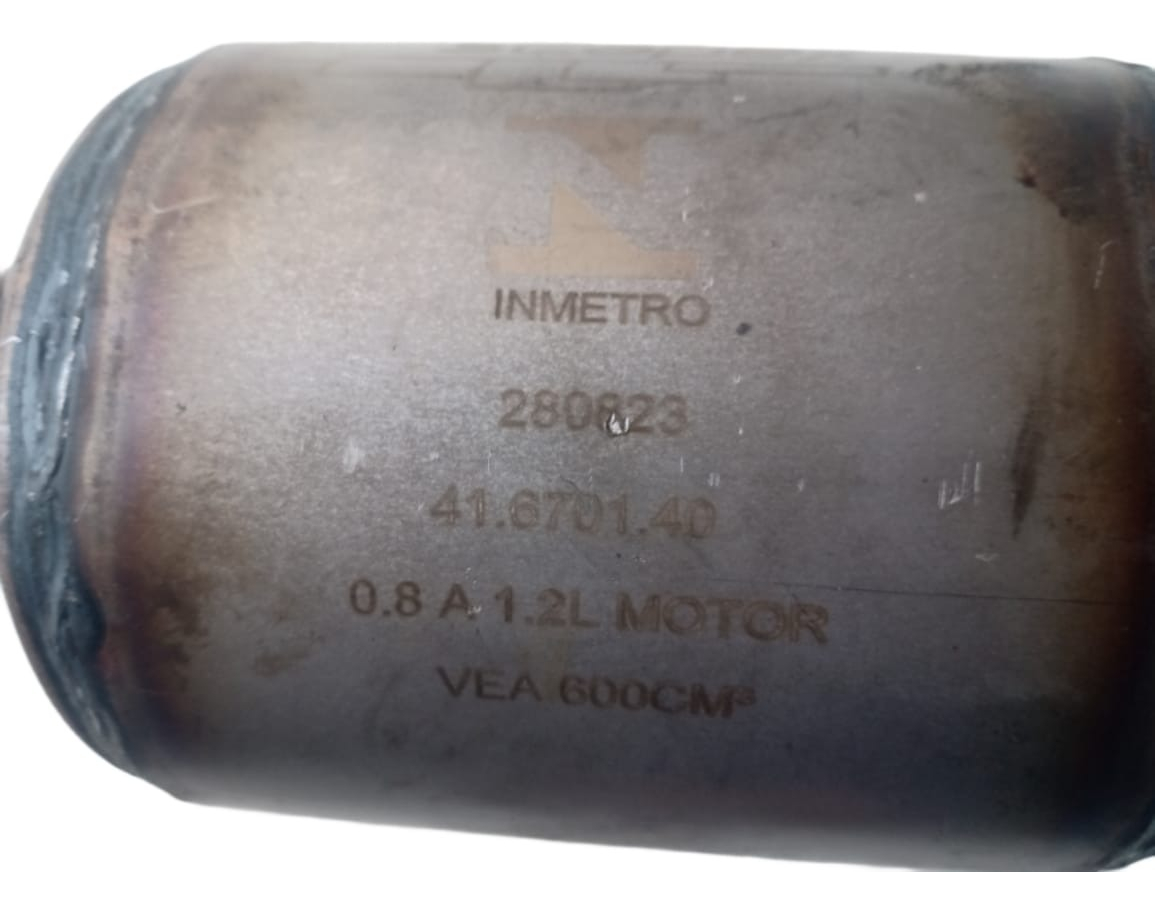 INMETRO
280823
41.6701.40
0.8 A 1.2L MOTOR
VEA 600CM³